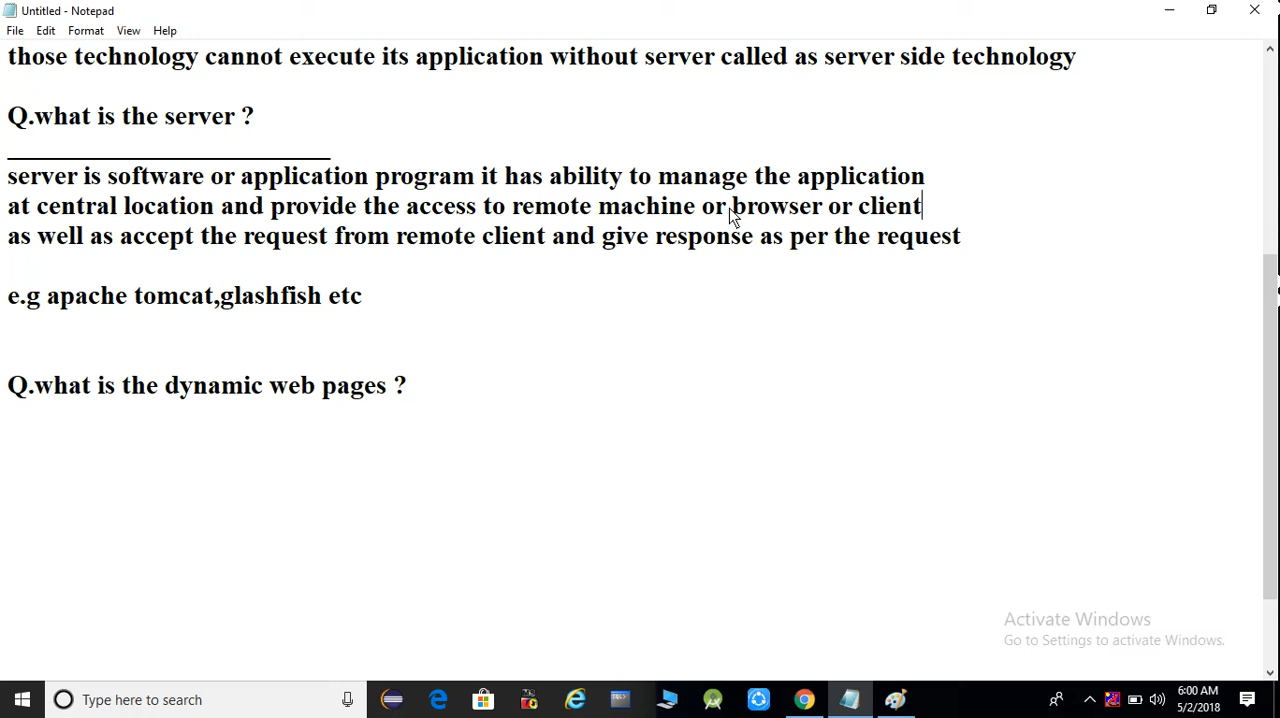 Untitled - Notepad
File Edit Format View Help
those technology cannot execute its application without server called as server side technology
Q.what is the server ?
server is software or application program it has ability to manage the application
at central location and provide the access to remote machine or browser or client
as well as accept the request from remote client and give response as per the request
e.g apache tomcat,glashfish etc
Q.what is the dynamic web pages ?
Activate Windows
Go to Settings to activate Windows.
Type here to search
6:00 AM
5/2/2018